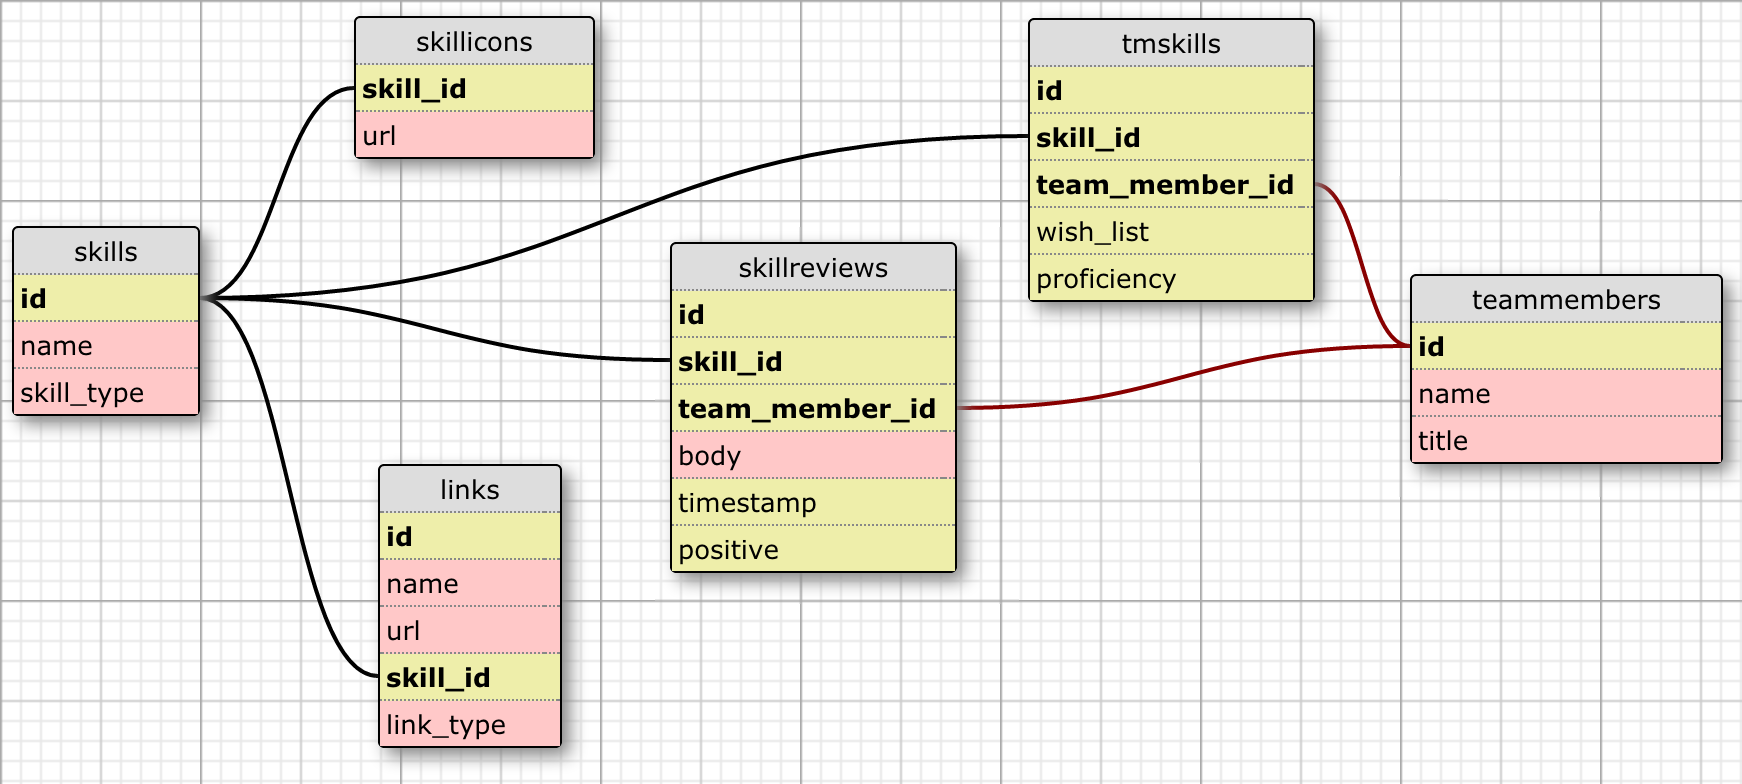 skillicons
skill_id
url
tmskills
id
skill_id
team_member_id
wish_list
proficiency
skills
id
name
skill_type
skillreviews
id
skill_id
team_member_id
body
timestamp
positive
teammembers
id
name
title
links
id
name
url
skill_id
link_type